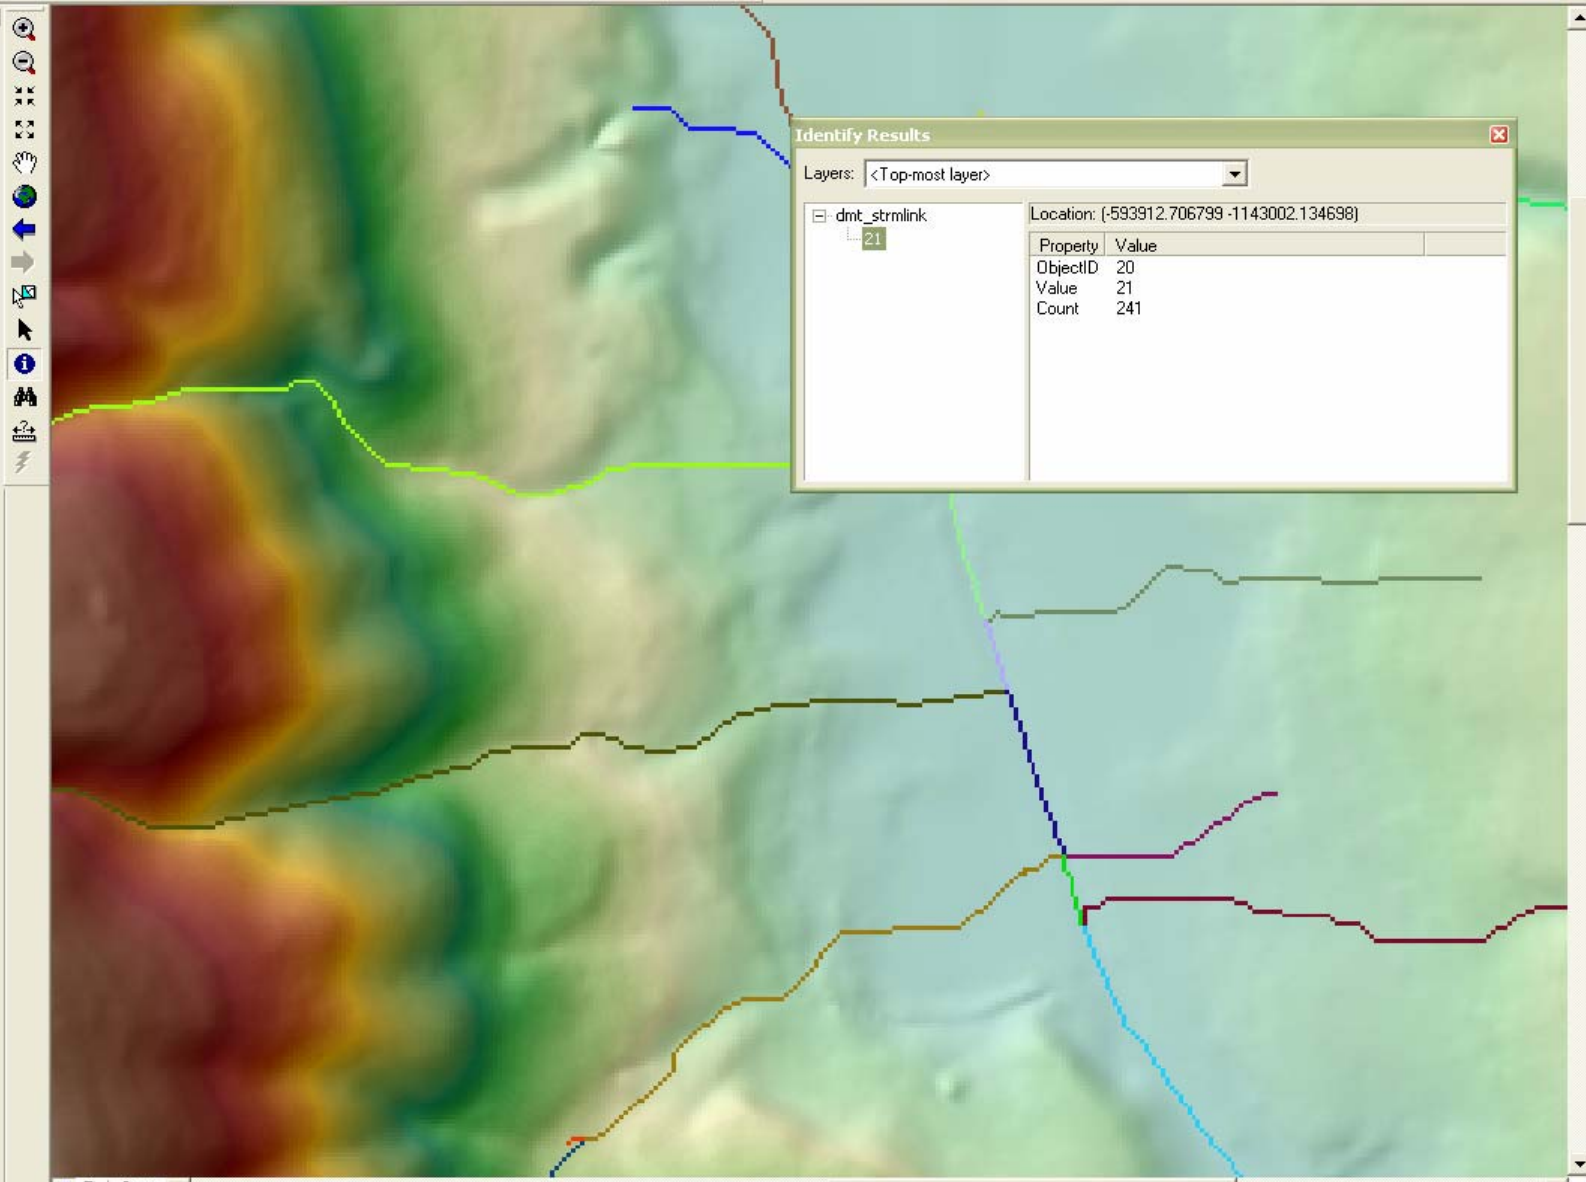 Identify Results
Layers: <Top-most layer>
dmt_strmlink
21
Location: (-593912.706799 -1143002.134698)
Property Value
ObjectID 20
Value 21
Count 241